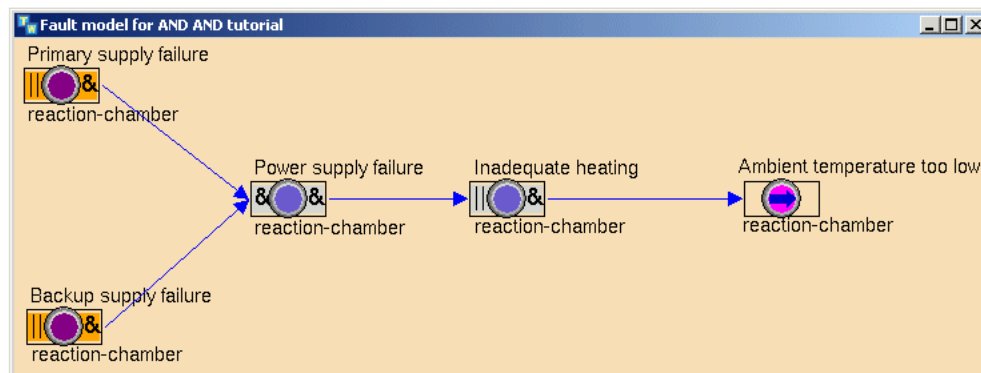 Fault model for AND AND tutorial
Primary supply failure
&
reaction-chamber
Power supply failure
& &
reaction-chamber
Inadequate heating
&
reaction-chamber
Ambient temperature too low
reaction-chamber
Backup supply failure
&
reaction-chamber